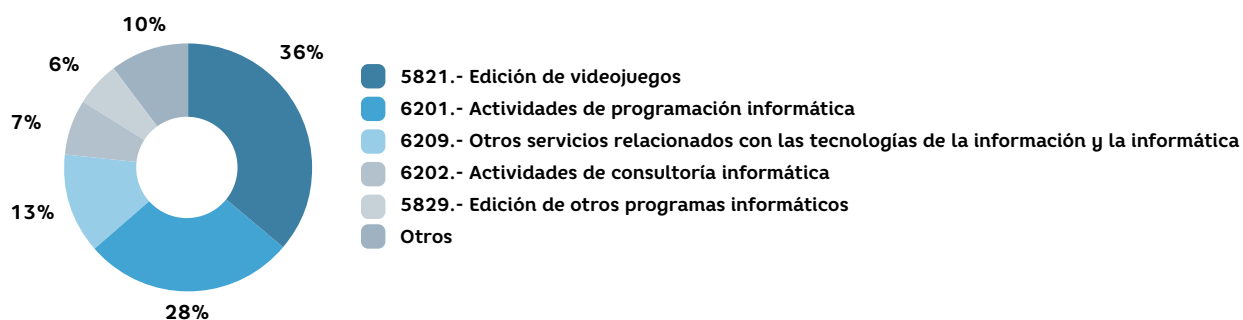 10%
36%
6%
7%
13%
28%
5821.- Edición de videojuegos
6201.- Actividades de programación informática
6209.- Otros servicios relacionados con las tecnologías de la información y la informática
6202.- Actividades de consultoría informática
5829.- Edición de otros programas informáticos
Otros